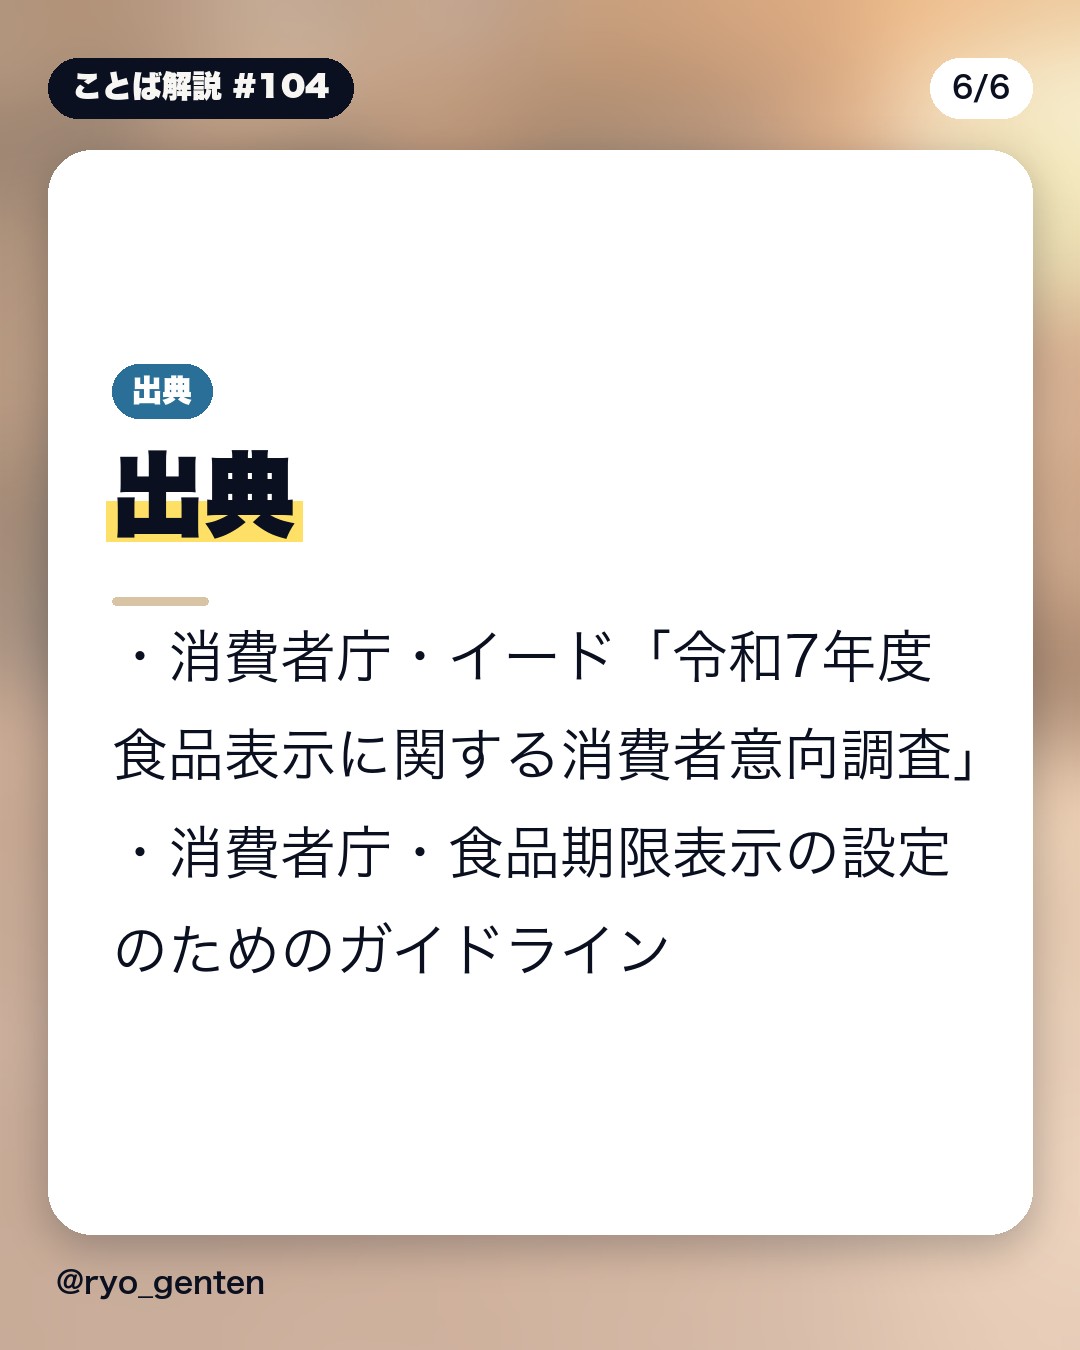 ことば解説 #104
6/6
出典
出典
・消費者庁・イード「令和7年度
食品表示に関する消費者意向調査」
・消費者庁・食品期限表示の設定
のためのガイドライン
@ryo_genten